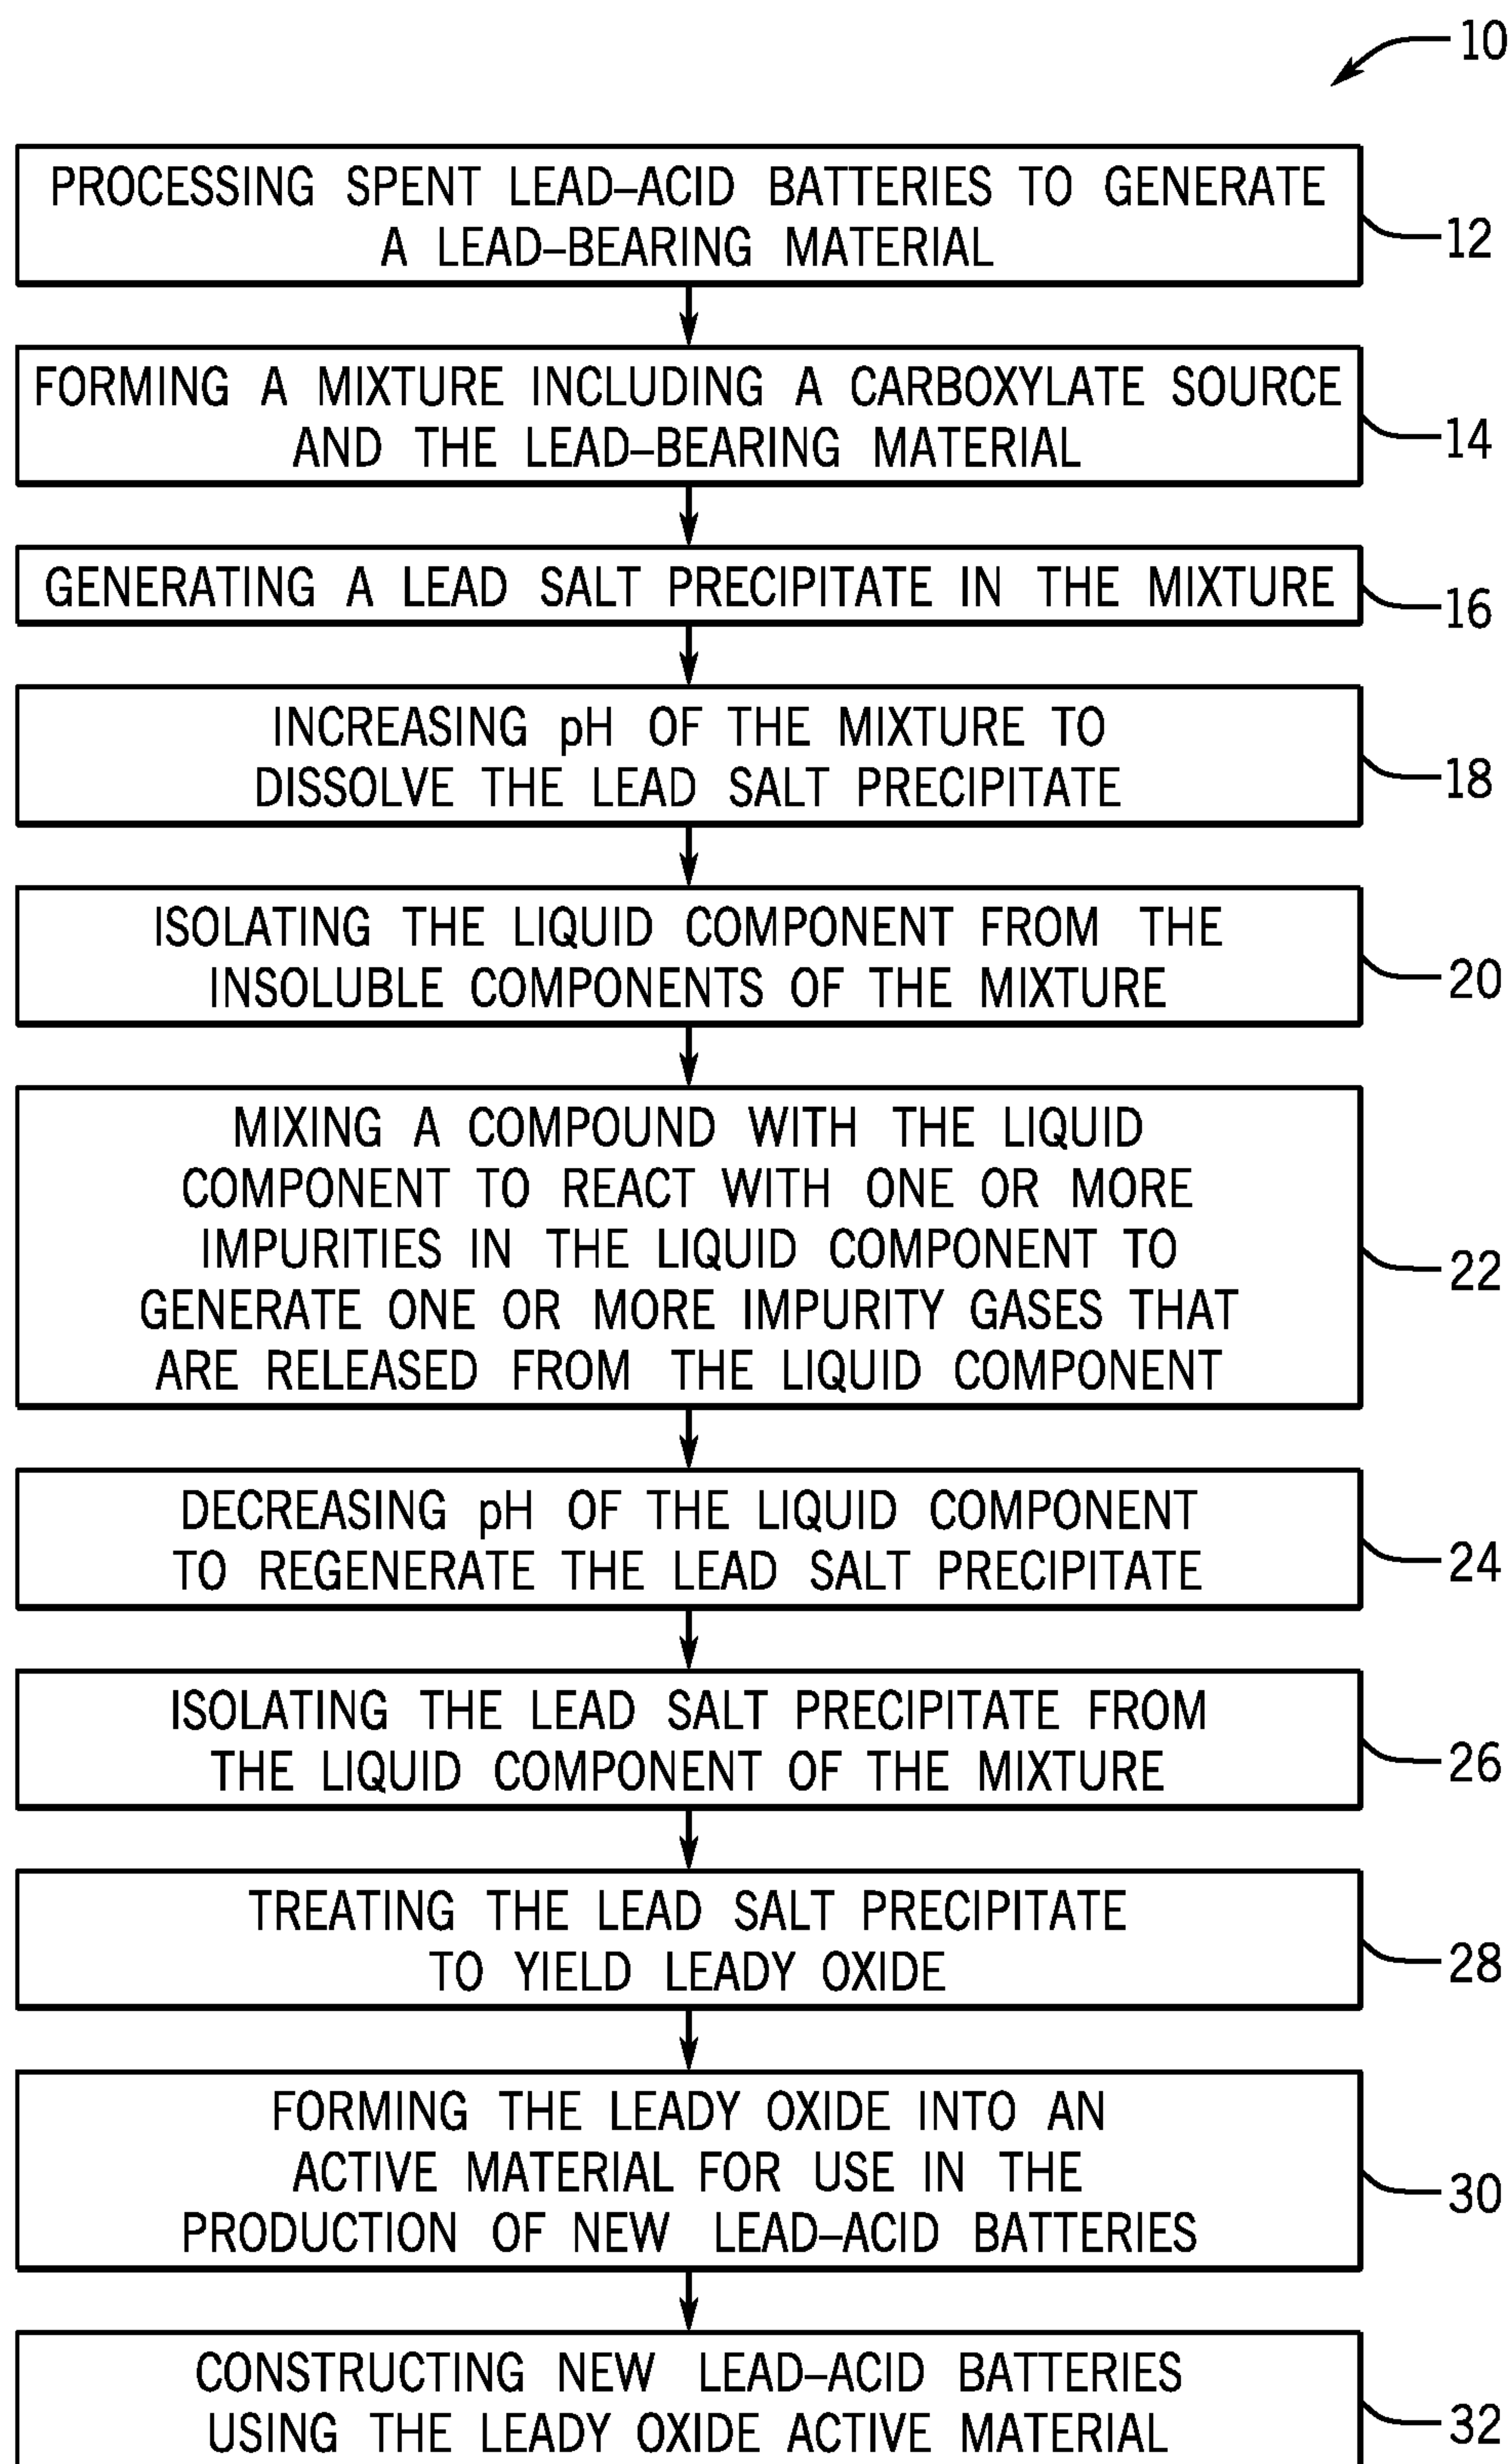 10
PROCESSING SPENT LEAD–ACID BATTERIES TO GENERATE
A LEAD–BEARING MATERIAL
12
FORMING A MIXTURE INCLUDING A CARBOXYLATE SOURCE
AND THE LEAD–BEARING MATERIAL
14
GENERATING A LEAD SALT PRECIPITATE IN THE MIXTURE
16
INCREASING pH OF THE MIXTURE TO
DISSOLVE THE LEAD SALT PRECIPITATE
18
ISOLATING THE LIQUID COMPONENT FROM THE
INSOLUBLE COMPONENTS OF THE MIXTURE
20
MIXING A COMPOUND WITH THE LIQUID
COMPONENT TO REACT WITH ONE OR MORE
IMPURITIES IN THE LIQUID COMPONENT TO
GENERATE ONE OR MORE IMPURITY GASES THAT
ARE RELEASED FROM THE LIQUID COMPONENT
22
DECREASING pH OF THE LIQUID COMPONENT
TO REGENERATE THE LEAD SALT PRECIPITATE
24
ISOLATING THE LEAD SALT PRECIPITATE FROM
THE LIQUID COMPONENT OF THE MIXTURE
26
TREATING THE LEAD SALT PRECIPITATE
TO YIELD LEADY OXIDE
28
FORMING THE LEADY OXIDE INTO AN
ACTIVE MATERIAL FOR USE IN THE
PRODUCTION OF NEW LEAD–ACID BATTERIES
30
CONSTRUCTING NEW LEAD–ACID BATTERIES
USING THE LEADY OXIDE ACTIVE MATERIAL
32